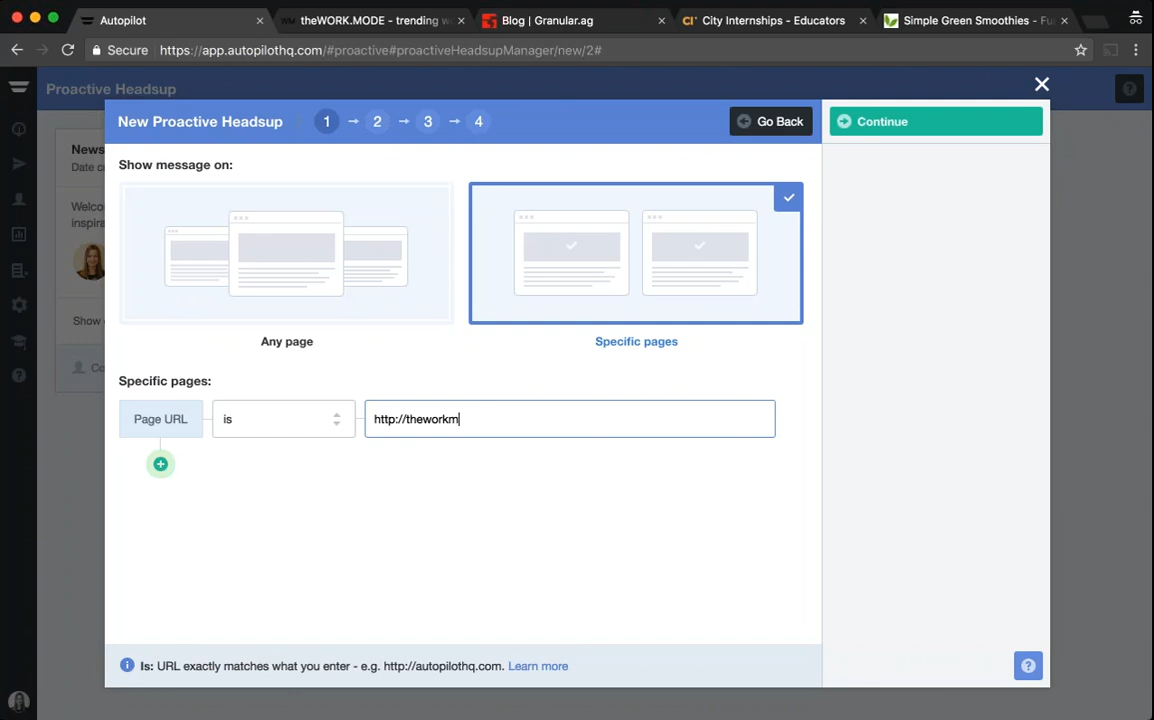 Autopilot
theWORK.MODE - trending w
Blog | Granular.ag
City Internships - Educators
Simple Green Smoothies - Fu
Secure
https://app.autopilothq.com/#proactive#proactiveHeadsupManager/new/2#
Proactive Headsup
News
Date c
Welco
inspira
Show
Co
New Proactive Headsup
1
2
3
4
Go Back
Continue
Show message on:
Any page
Specific pages
Specific pages:
Page URL
is
http://theworkm
Is: URL exactly matches what you enter - e.g. http://autopilothq.com. Learn more